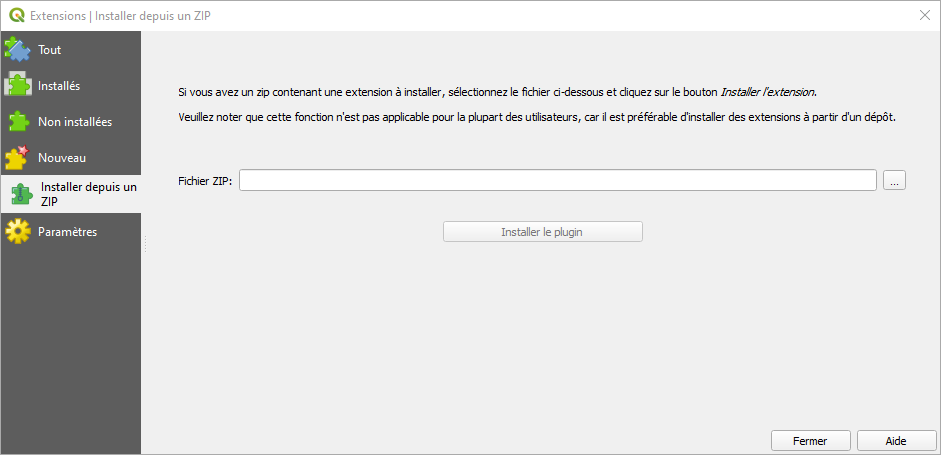 Extensions | Installer depuis un ZIP
Tout
Installés
Non installées
Nouveau
Installer depuis un
ZIP
Paramètres
Si vous avez un zip contenant une extension à installer, sélectionnez le fichier ci-dessous et cliquez sur le bouton Installer l'extension.
Veuillez noter que cette fonction n'est pas applicable pour la plupart des utilisateurs, car il est préférable d'installer des extensions à partir d'un dépôt.
Fichier ZIP:
...
Installer le plugin
Fermer
Aide